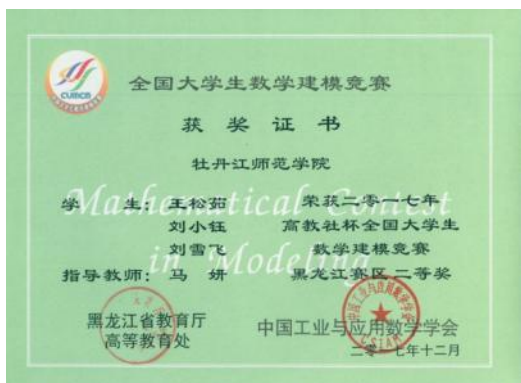 CUMCM
全国大学生数学建模竞赛
获奖证书
牡丹江师范学院
Mathematical Contest
in Modeling
学 生: 王松茹 荣获二零一七年
刘小钰 高教社杯全国大学生
刘雪飞 数学建模竞赛
指导教师: 马 妍 黑龙江赛区 二等奖
黑龙江省教育厅
高等教育处
中国工业与应用数学学会
CSIAM
二零一七年十二月